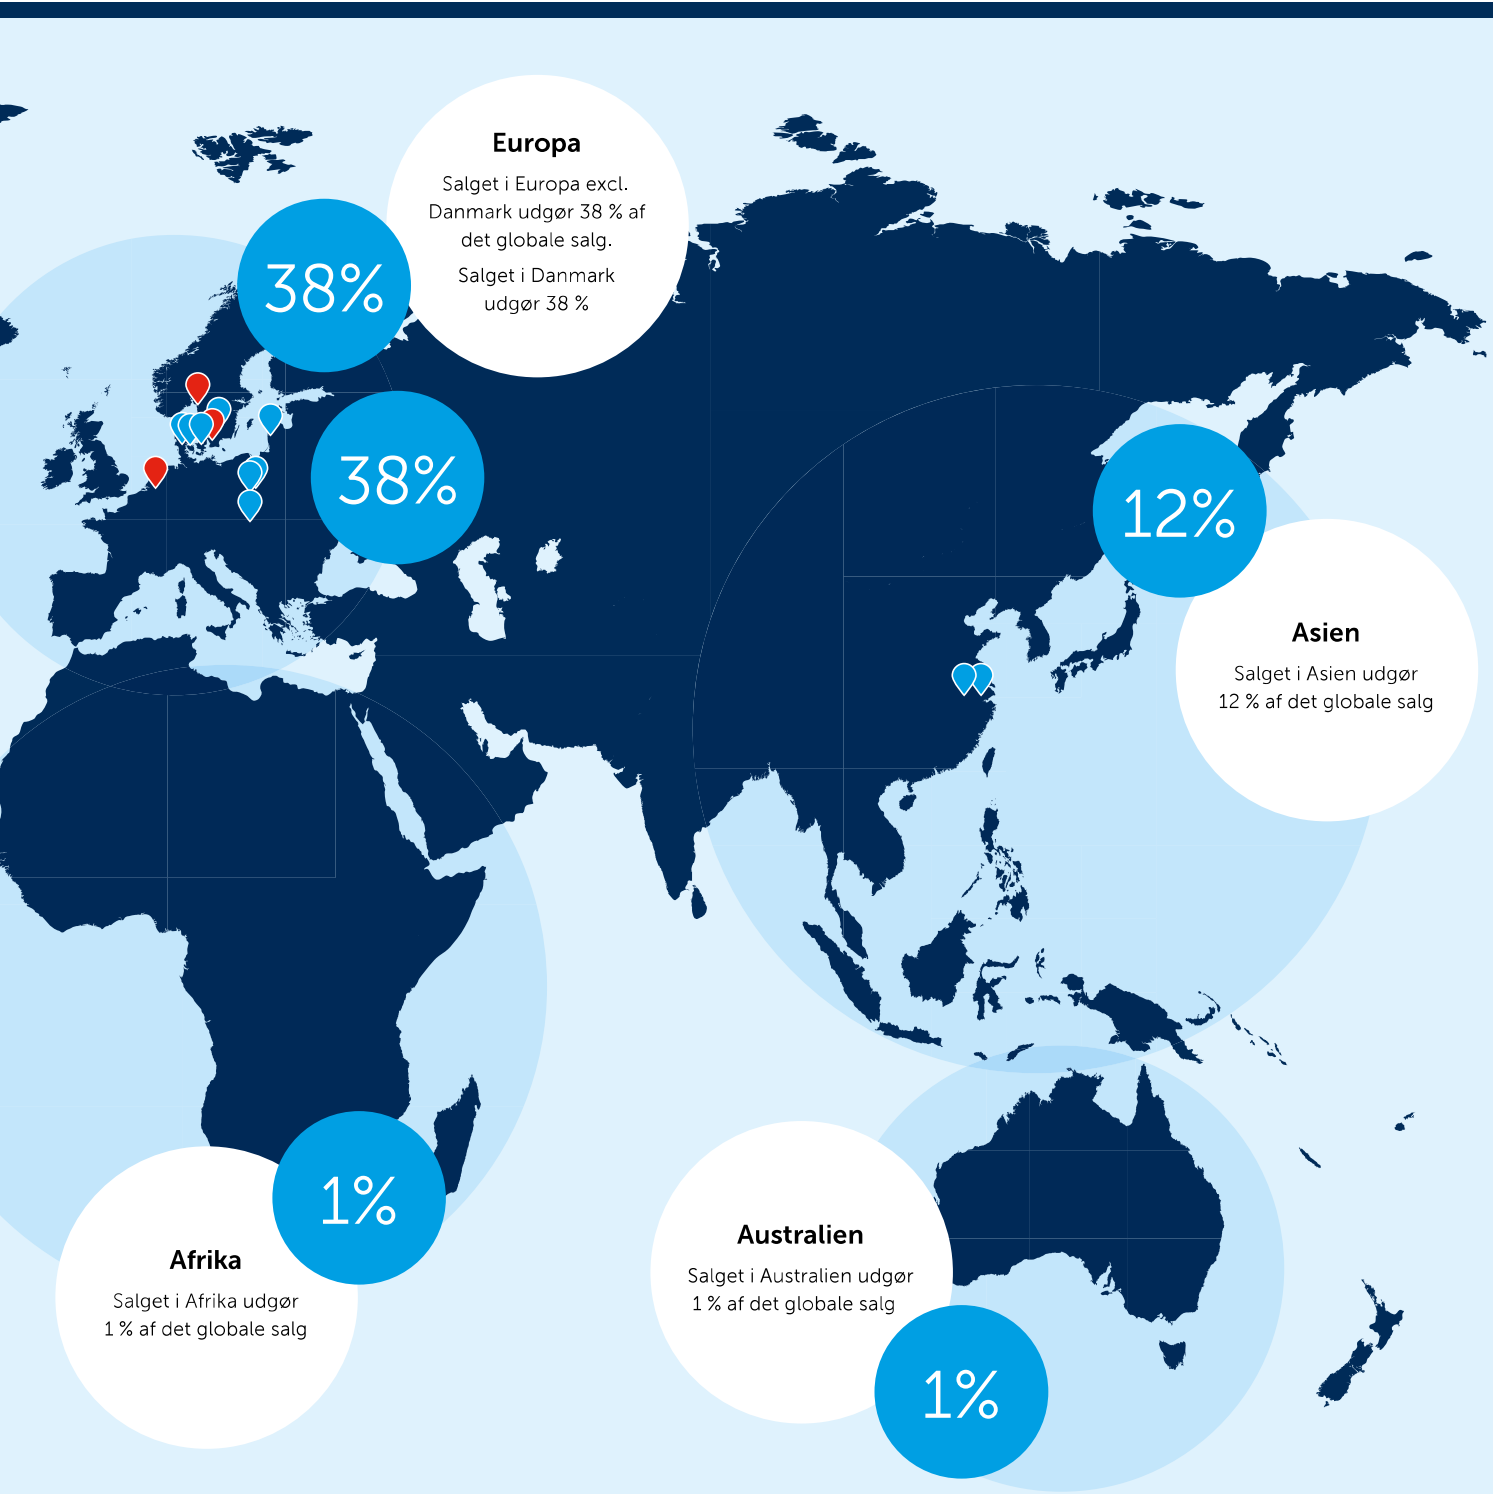 Europa
Salget i Europa excl.
Danmark udgør 38 % af
det globale salg.
Salget i Danmark
udgør 38 %
38%
38%
12%
Asien
Salget i Asien udgør
12 % af det globale salg
1%
Afrika
Salget i Afrika udgør
1 % af det globale salg
Australien
Salget i Australien udgør
1 % af det globale salg
1%